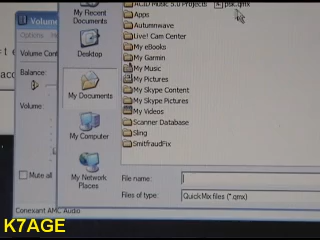 My Recent
Documents
Desktop
My Documents
My Computer
My Network
Places
ACID Music 5.0 Projects
psk.qmx
Apps
Autumnwave
Live! Cam Center
My eBooks
My Garmin
My Music
My Pictures
My Skype Content
My Skype Pictures
My Videos
Scanner Database
Sling
SmitfraudFix
File name:
Files of type:
QuickMix files (*.qmx)
Volume
Options
Volume Cont
Balance:
Volume:
Mute all
Conexant AMC Audio
K7AGE